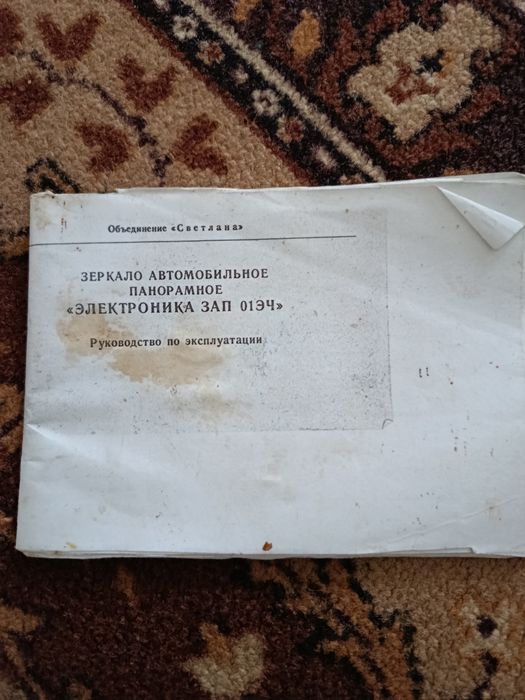 Объединение «Светлана»
ЗЕРКАЛО АВТОМОБИЛЬНОЕ
ПАНОРАМНОЕ
«ЭЛЕКТРОНИКА ЗАП 01ЭЧ»
Руководство по эксплуатации